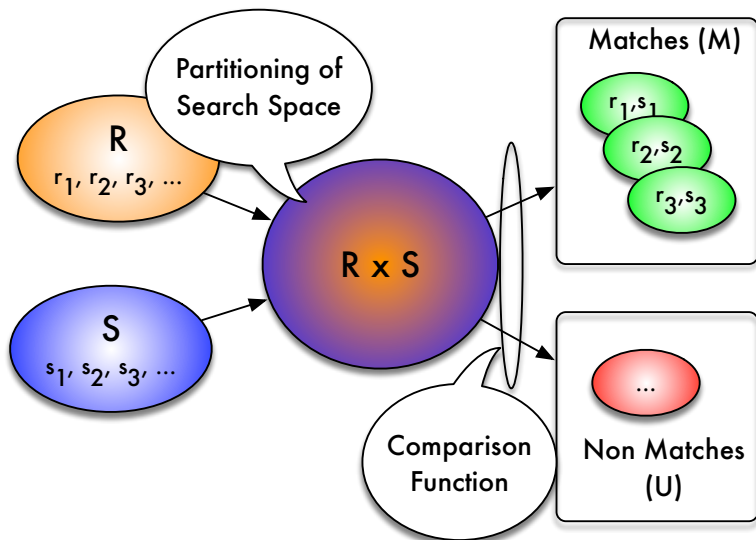 Partitioning of
Search Space
R
r1, r2, r3, ...
S
s1, s2, s3, ...
R x S
Comparison
Function
Matches (M)
r1,s1
r2,s2
r3,s3
...
Non Matches
(U)